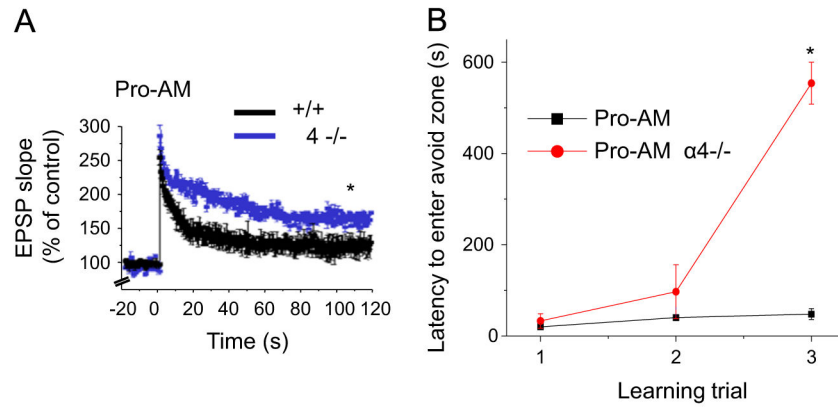 A
Pro-AM
+/+
4 -/-
EPSP slope
(% of control)
300
250
200
150
100
-20 0 20 40 60 80 100 120
*
Time (s)
B
Latency to enter avoid zone (s)
600
400
200
0
*
Pro-AM
Pro-AM α4-/-
1 2 3
Learning trial